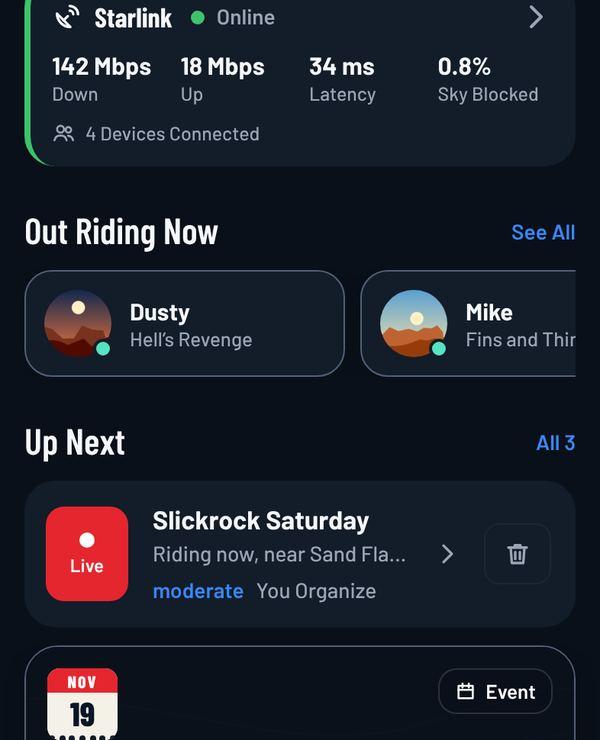 Starlink Online
142 Mbps 18 Mbps 34 ms 0.8%
Down Up Latency Sky Blocked
4 Devices Connected
Out Riding Now See All
Dusty Mike
Hell's Revenge Fins and Thin
Up Next All 3
Slickrock Saturday
Live Riding now, near Sand Fla...
moderate You Organize
NOV Event
19